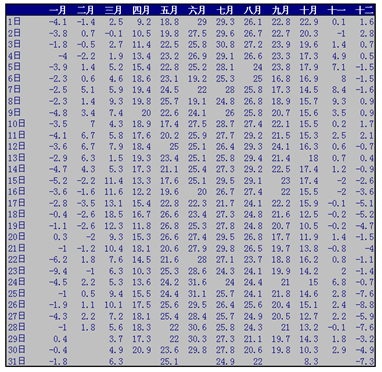 一月 二月 三月 四月 五月 六月 七月 八月 九月 十月 十一 十二
1日 -4.1 -1.4 2.5 9.2 18.8 29 29.3 26.1 22.8 22.9 0.1 1.6
2日 -3.8 0.7 -0.1 10.5 19.8 27.5 29.6 26.7 22.7 20.3 -1 2.8
3日 -1.8 -0.5 2.7 11.4 22.5 25.8 30.8 27.2 23.9 19.6 1.4 0.7
4日 -4 -2.2 1.9 13.4 23.2 26.9 29.1 26.6 23.3 17.3 4.9 0.5
5日 -3.9 1.4 5.2 15.4 22.8 25.2 28.1 24 23.8 17.9 7.1 -1.5
6日 -2.3 0.6 4.6 18.6 23.1 19.2 25.3 25 16.8 16.9 8 -1.5
7日 -2.5 5.1 5.9 19.4 24.5 22 28 25.8 17.3 14.5 8.4 -1.6
8日 -2.3 1.4 9.3 19.8 25.7 19.1 24.8 26.8 18.9 15.7 9.3 0.9
9日 -4.8 3.4 7.4 20 22.6 24.1 26 25.8 20.7 15.6 3.5 0.9
10日 -3.5 7 4.3 18.9 17.4 27.5 28.7 27.4 22.1 15.5 0.2 1.7
11日 -4.1 6.7 5.8 17.6 20.2 25.9 27.7 29.2 21.5 15.3 2.5 2.1
12日 -3.6 6.7 7.9 18.4 25 25.1 26.4 29.3 24.1 16.3 0.6 -0.7
13日 -2.9 6.3 1.5 19.3 23.4 25.1 25.8 29.4 21.4 18 0.7 0.4
14日 -4.7 4.3 5.3 17.3 21.1 25.4 27.3 29.2 22.5 17.4 1.2 -0.9
15日 -5.2 -2.2 11.4 13.3 17.6 25.1 29.5 29.1 23 17.4 -2 -2.6
16日 -3.6 -1.6 11.6 12.2 19.6 20 26.7 27.4 22 15.5 -2 -3.6
17日 -2.8 -3.5 13.1 15.4 22.8 22.3 21.7 24.1 22.2 15.9 -0.1 -5.1
18日 -0.4 -2.6 18.5 16.7 26.6 23.4 27.3 24.8 21.6 12.5 -0.2 -5.2
19日 -1.1 -2.6 12.3 11.8 26.8 25.3 27.8 24.8 20.7 10.5 -0.2 -4.7
20日 0.3 -2 9.3 15.3 26.6 27.4 29.5 26.8 17.7 11.9 1.4 -1.5
21日 -1 -1.2 10.4 18.1 20.6 27.9 29.8 26.5 19.7 13.8 -0.8 -4
22日 -6.2 1.8 7.6 14.5 21.6 28 27.1 23.7 18.8 16.2 0.8 -1.1
23日 -9.4 -1 6.3 10.3 25.3 28.6 24.3 24.1 19.9 14.2 2 -1.4
24日 -4.5 2.2 5.3 13.6 24.2 31.6 24 24.4 21 15 6.8 -0.7
25日 -1 0.5 9.4 15.5 24.4 31.1 25.7 24.1 21.8 14.6 2.8 -7.6
26日 -1.9 1.1 10.1 17.5 25.6 29.5 26.4 25.6 20.4 15.1 2.4 -8.8
27日 -4.3 2.2 7.2 18.1 25.4 28.4 25.7 24.9 20.5 12.7 2.2 -5.9
28日 -1 1.8 5.6 18.3 22 30.6 25.8 24.3 21 13.2 -0.1 -7.6
29日 0.4 3.7 17.3 22 30.3 27.3 21.1 19.7 14.3 1.8 -3.2
30日 -0.4 4.9 20.9 23.6 29.8 27.8 20.6 19.8 10.3 2.9 -4.9
31日 -1.8 6.3 25.1 24.9 22 8.3 -7.3